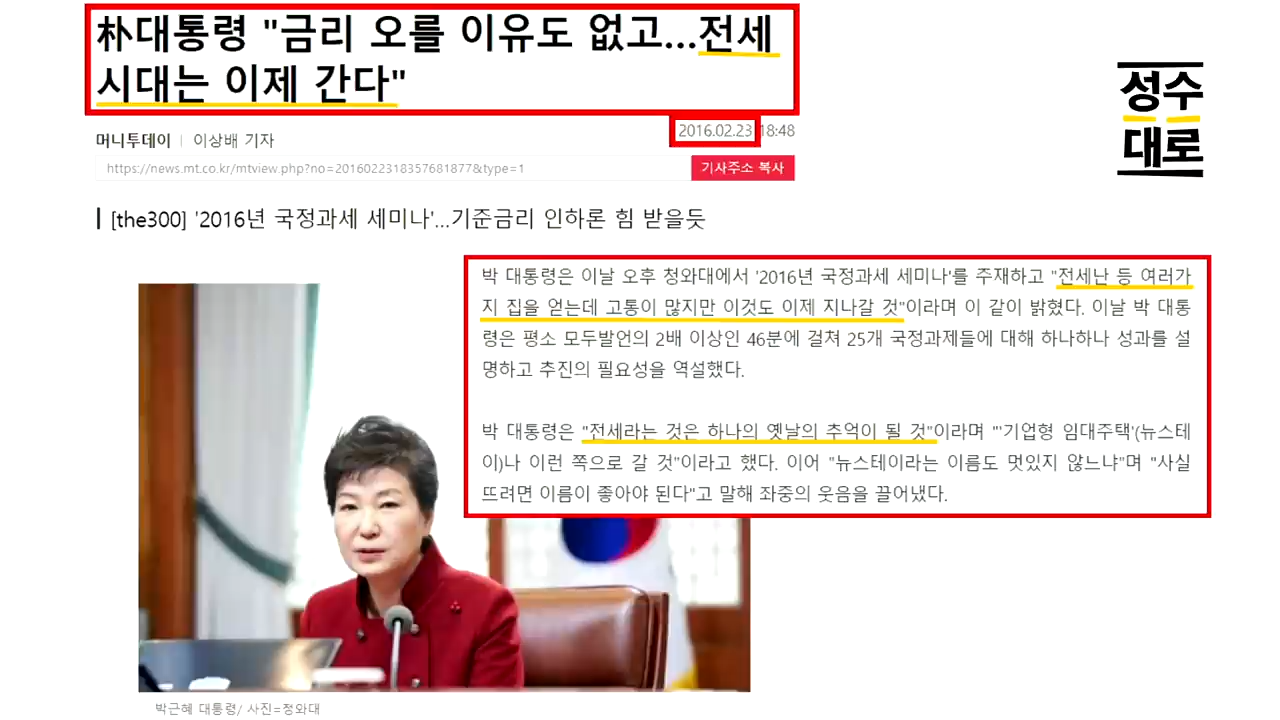 朴대통령 "금리 오를 이유도 없고...전세
시대는 이제 간다"
머니투데이 | 이상배 기자
2016.02.23 18:48
https://news.mt.co.kr/mtview.php?no=2016022318357681877&type=1
기사주소 복사
[the300] '2016년 국정과세 세미나'...기준금리 인하론 힘 받을듯
성수
대로
박 대통령은 이날 오후 청와대에서 '2016년 국정과세 세미나'를 주재하고 "전세난 등 여러가
지 집을 얻는데 고통이 많지만 이것도 이제 지나갈 것"이라며 이 같이 밝혔다. 이날 박 대통
령은 평소 모두발언의 2배 이상인 46분에 걸쳐 25개 국정과제들에 대해 하나하나 성과를 설
명하고 추진의 필요성을 역설했다.
박 대통령은 "전세라는 것은 하나의 옛날의 추억이 될 것"이라며 "'기업형 임대주택'(뉴스테
이)나 이런 쪽으로 갈 것"이라고 했다. 이어 "뉴스테이라는 이름도 멋있지 않느냐"며 "사실
뜨려면 이름이 좋아야 된다"고 말해 좌중의 웃음을 끌어냈다.
박근혜 대통령/ 사진=청와대